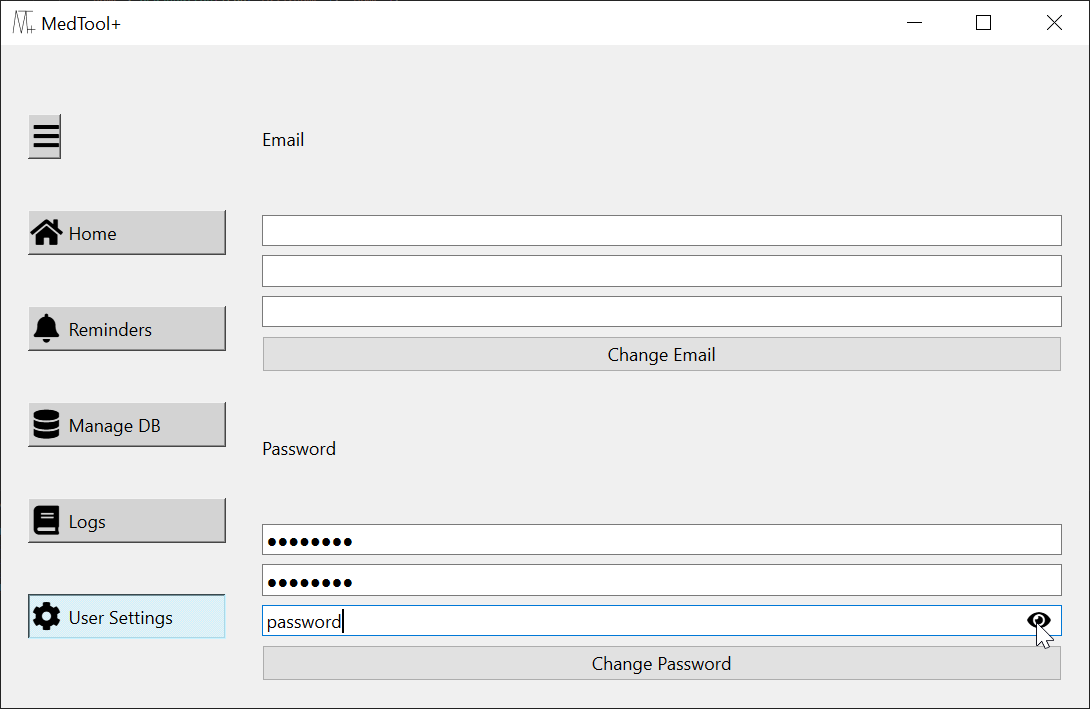 MedTool+
Email
Home
Reminders
Change Email
Manage DB
Password
Logs
●●●●●●●●
●●●●●●●●
User Settings
password
Change Password